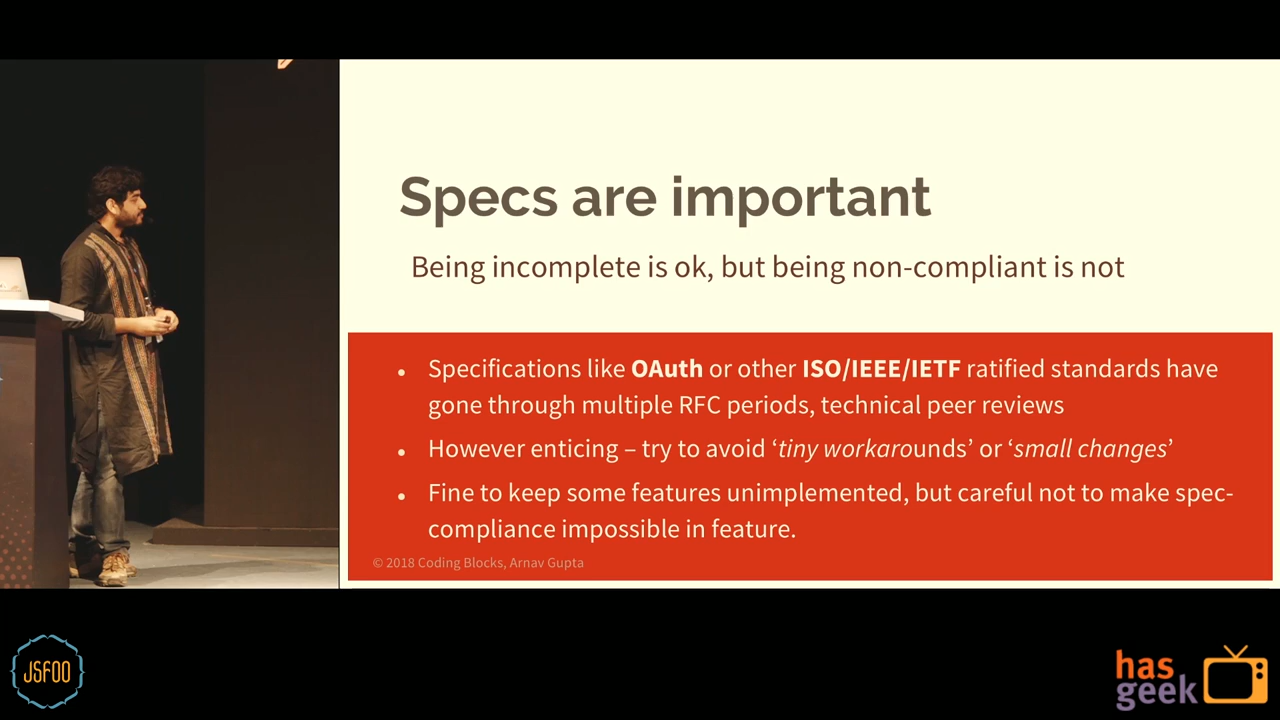 Specs are important
Being incomplete is ok, but being non-compliant is not
• Specifications like OAuth or other ISO/IEEE/IETF ratified standards have
gone through multiple RFC periods, technical peer reviews
• However enticing – try to avoid ‘tiny workarounds’ or ‘small changes’
• Fine to keep some features unimplemented, but careful not to make spec-
compliance impossible in feature.
© 2018 Coding Blocks, Arnav Gupta
JSFOO
has
geek